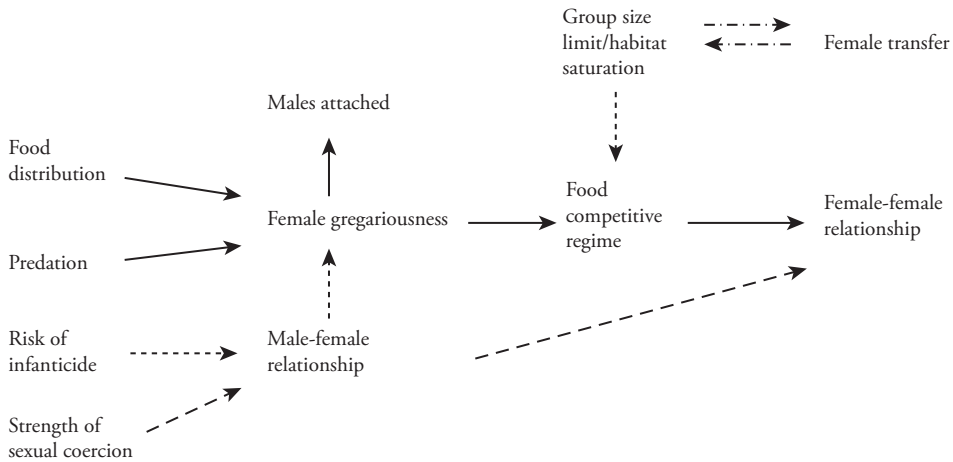 Group size
limit/habitat
saturation
Female transfer
Males attached
Food
distribution
Female gregariousness
Food
competitive
regime
Female-female
relationship
Predation
Risk of
infanticide
Male-female
relationship
Strength of
sexual coercion